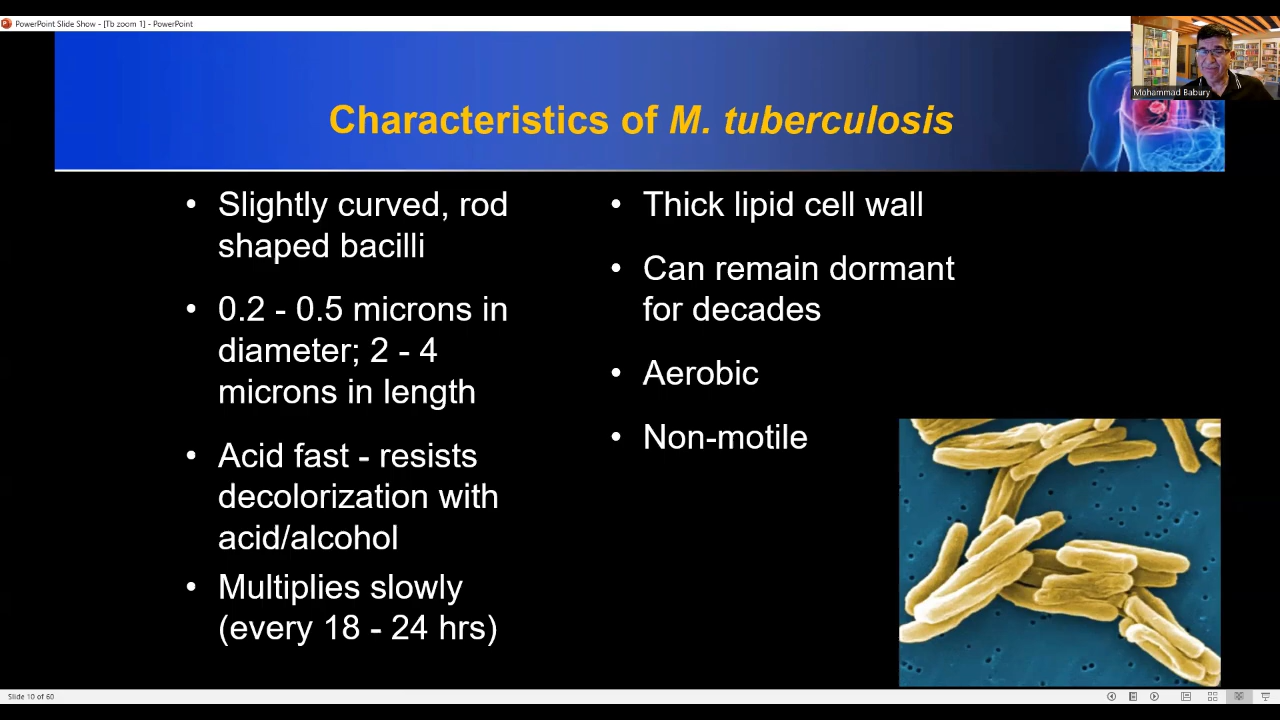 PowerPoint Slide Show - [Tb zoom 1] - PowerPoint
Mohammad Babury
Characteristics of M. tuberculosis
• Slightly curved, rod
shaped bacilli
• 0.2 - 0.5 microns in
diameter; 2 - 4
microns in length
• Acid fast - resists
decolorization with
acid/alcohol
• Multiplies slowly
(every 18 - 24 hrs)
• Thick lipid cell wall
• Can remain dormant
for decades
• Aerobic
• Non-motile
Slide 10 of 60